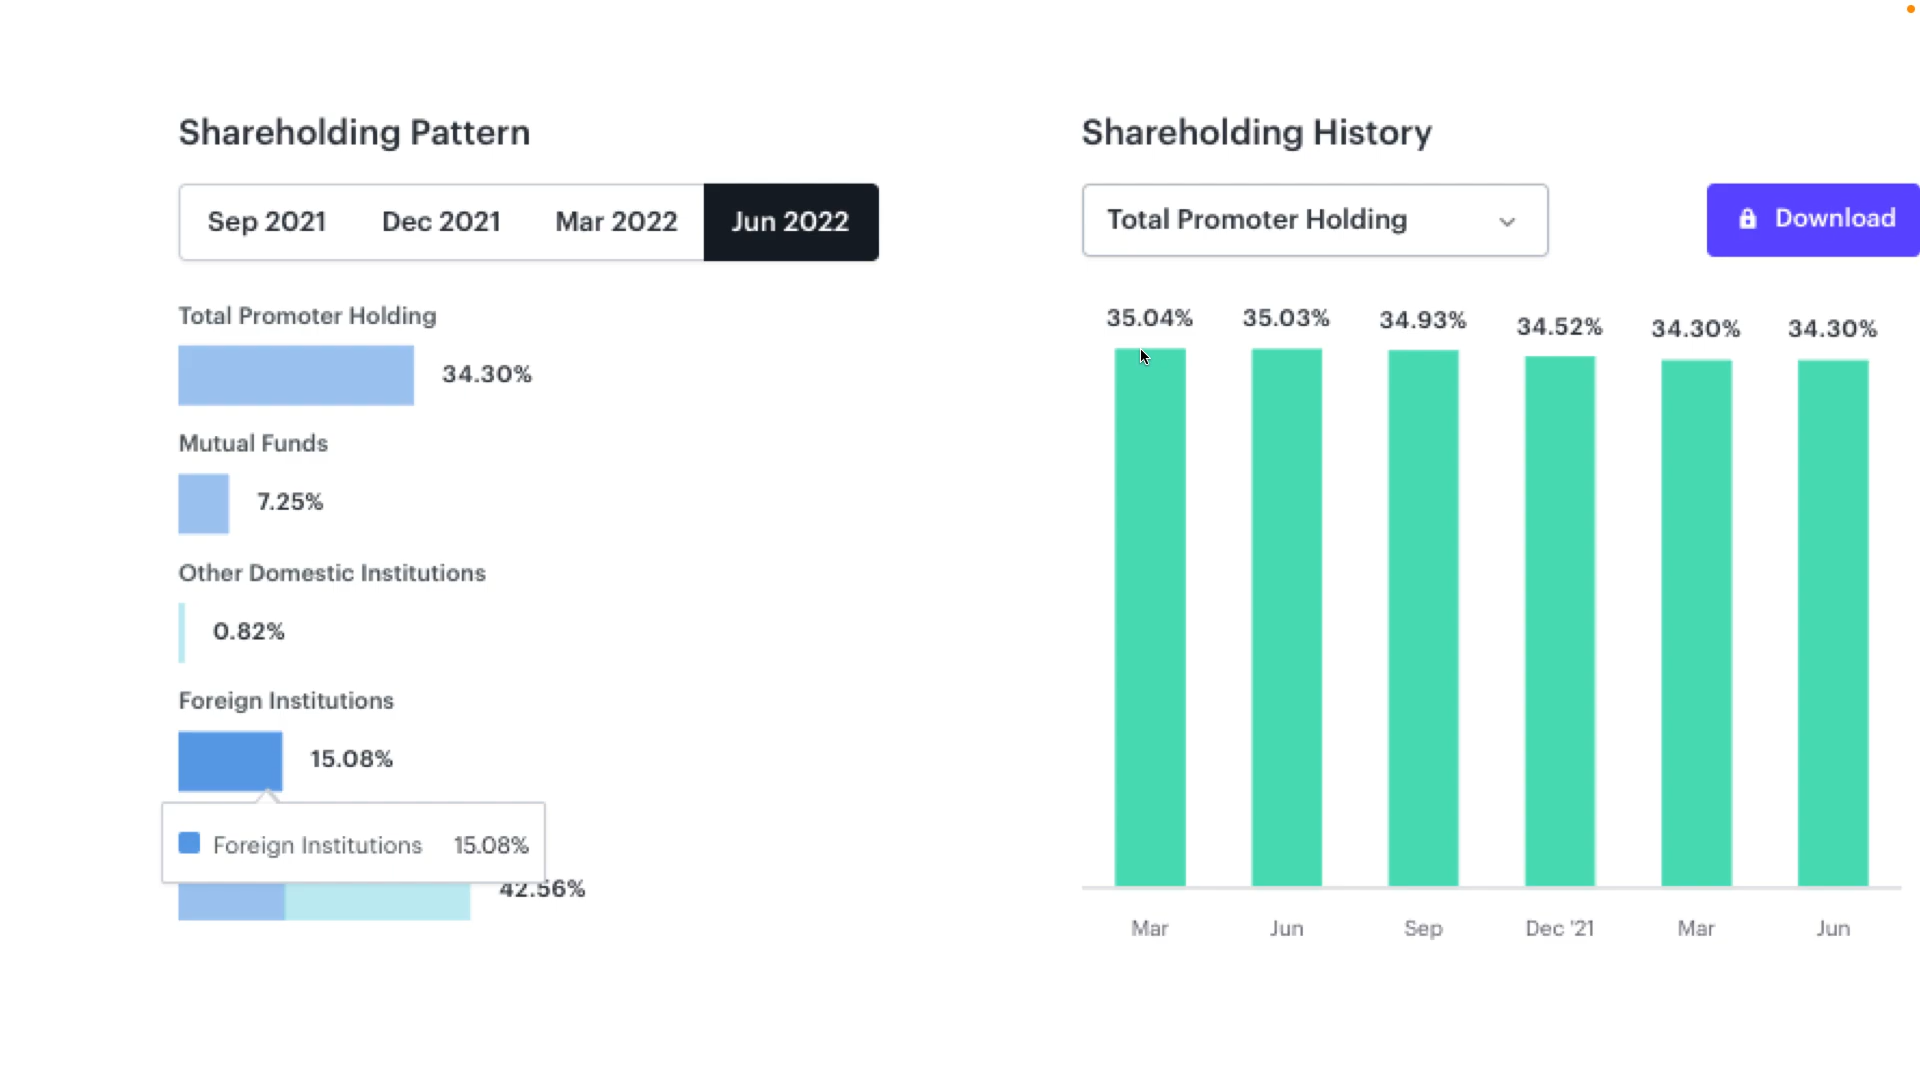 Shareholding Pattern
Sep 2021 Dec 2021 Mar 2022 Jun 2022
Total Promoter Holding
34.30%
Mutual Funds
7.25%
Other Domestic Institutions
0.82%
Foreign Institutions
15.08%
Foreign Institutions 15.08%
42.56%
Shareholding History
Total Promoter Holding
Download
35.04% 35.03% 34.93% 34.52% 34.30% 34.30%
Mar Jun Sep Dec '21 Mar Jun